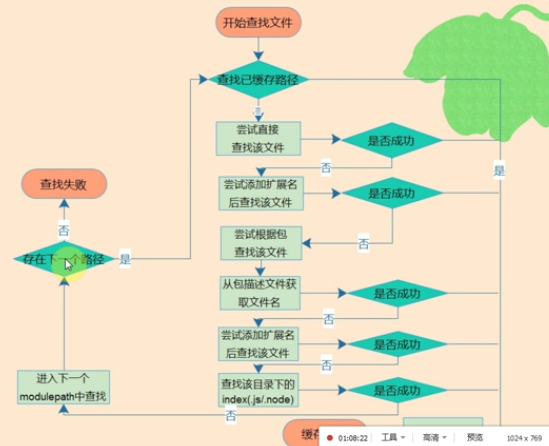 开始查找文件
查找已缓存路径
否
尝试直接
查找该文件
是否成功
是
否
尝试添加扩展名
后查找该文件
是否成功
查找失败
否
尝试根据包
查找该文件
否
存在下一个路径
是
从包描述文件获
取文件名
是否成功
否
尝试添加扩展名
后查找该文件
是否成功
否
进入下一个
modulepath中查找
查找该目录下的
index(.js/.node)
是否成功
否
01:08:22
工具
高清
预览
1024 x 769